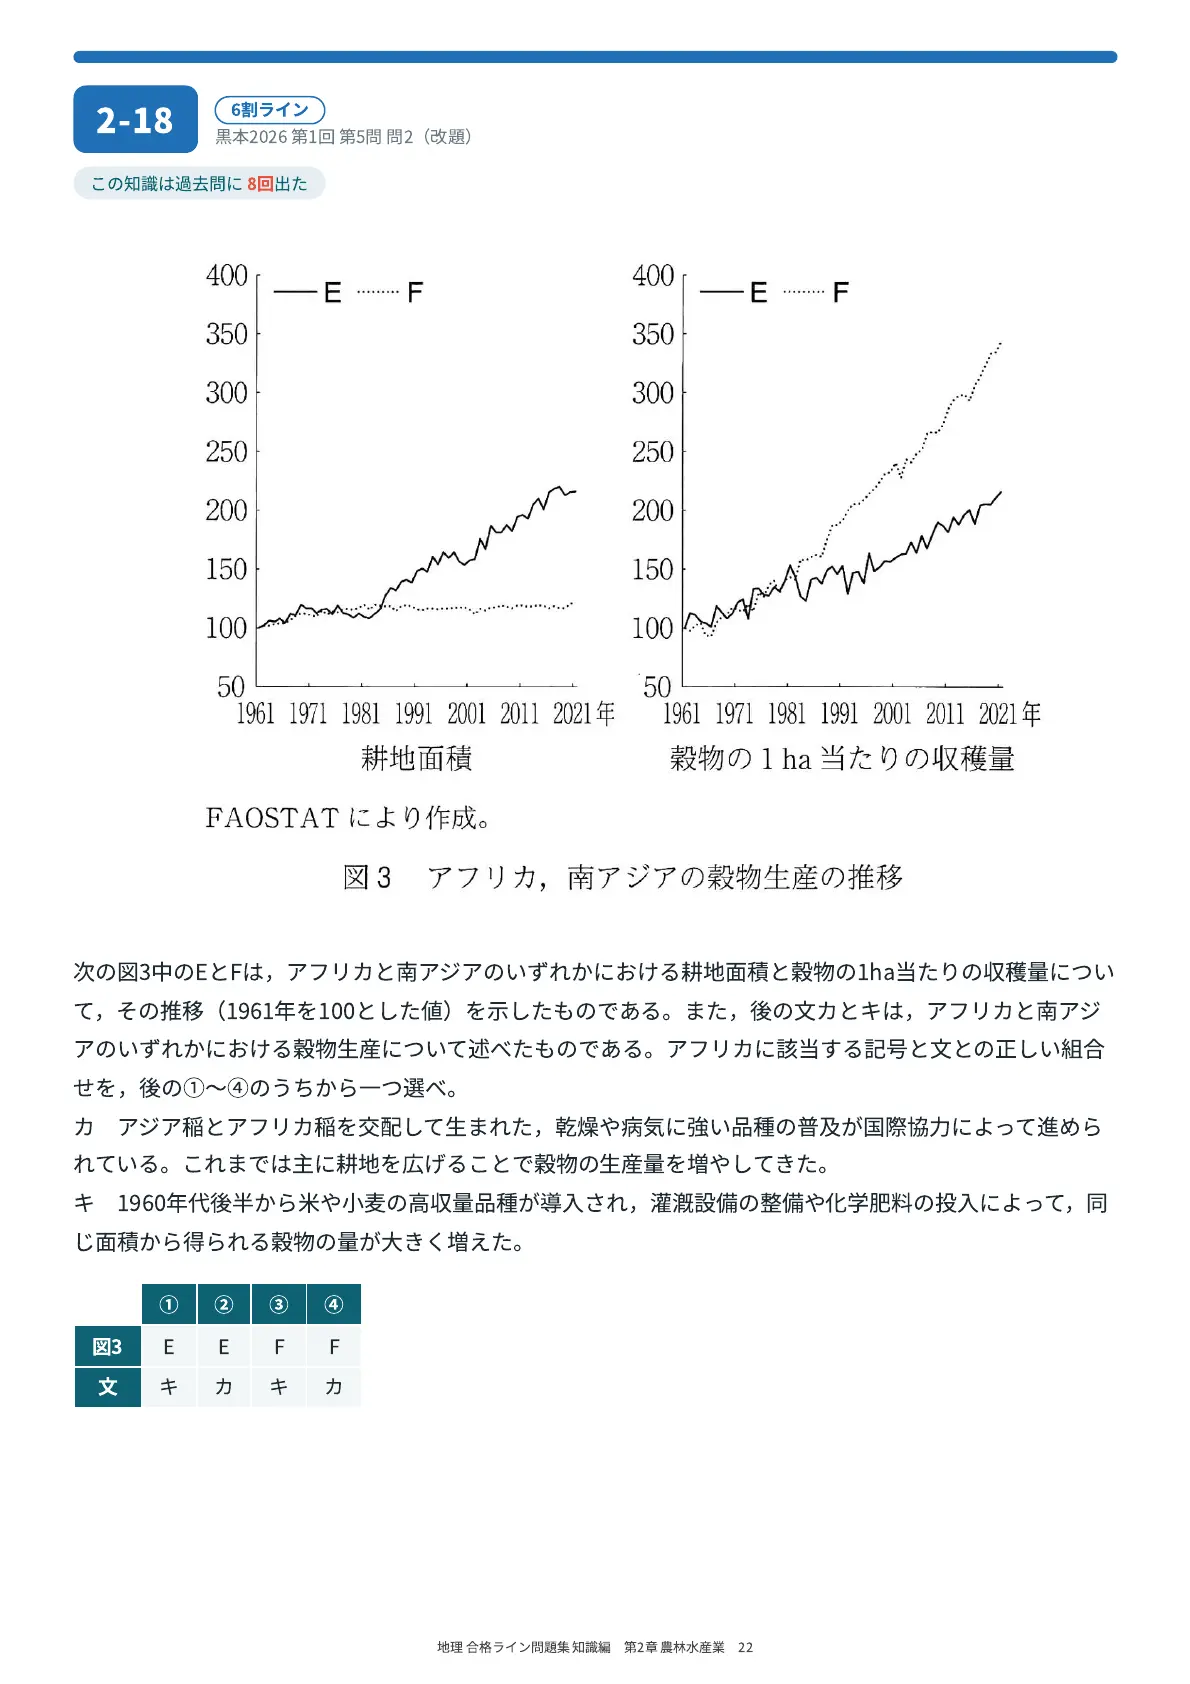 2-18
6割ライン
黒本2026 第1回 第5問 問2（改題）
この知識は過去問に 8回出た
400
350
300
250
200
150
100
50
E F
1961 1971 1981 1991 2001 2011 2021年
耕地面積
400
350
300
250
200
150
100
50
E F
1961 1971 1981 1991 2001 2011 2021年
穀物の1ha当たりの収穫量
FAOSTATにより作成。
図3 アフリカ，南アジアの穀物生産の推移
次の図3中のEとFは，アフリカと南アジアのいずれかにおける耕地面積と穀物の1ha当たりの収穫量につい
て，その推移（1961年を100とした値）を示したものである。また，後の文カとキは，アフリカと南アジ
アのいずれかにおける穀物生産について述べたものである。アフリカに該当する記号と文との正しい組合
せを，後の①〜④のうちから一つ選べ。
カ　アジア稲とアフリカ稲を交配して生まれた，乾燥や病気に強い品種の普及が国際協力によって進めら
れている。これまでは主に耕地を広げることで穀物の生産量を増やしてきた。
キ　1960年代後半から米や小麦の高収量品種が導入され，灌漑設備の整備や化学肥料の投入によって，同
じ面積から得られる穀物の量が大きく増えた。
① ② ③ ④
図3 E E F F
文 キ カ キ カ
地理 合格ライン問題集 知識編　第2章 農林水産業　22